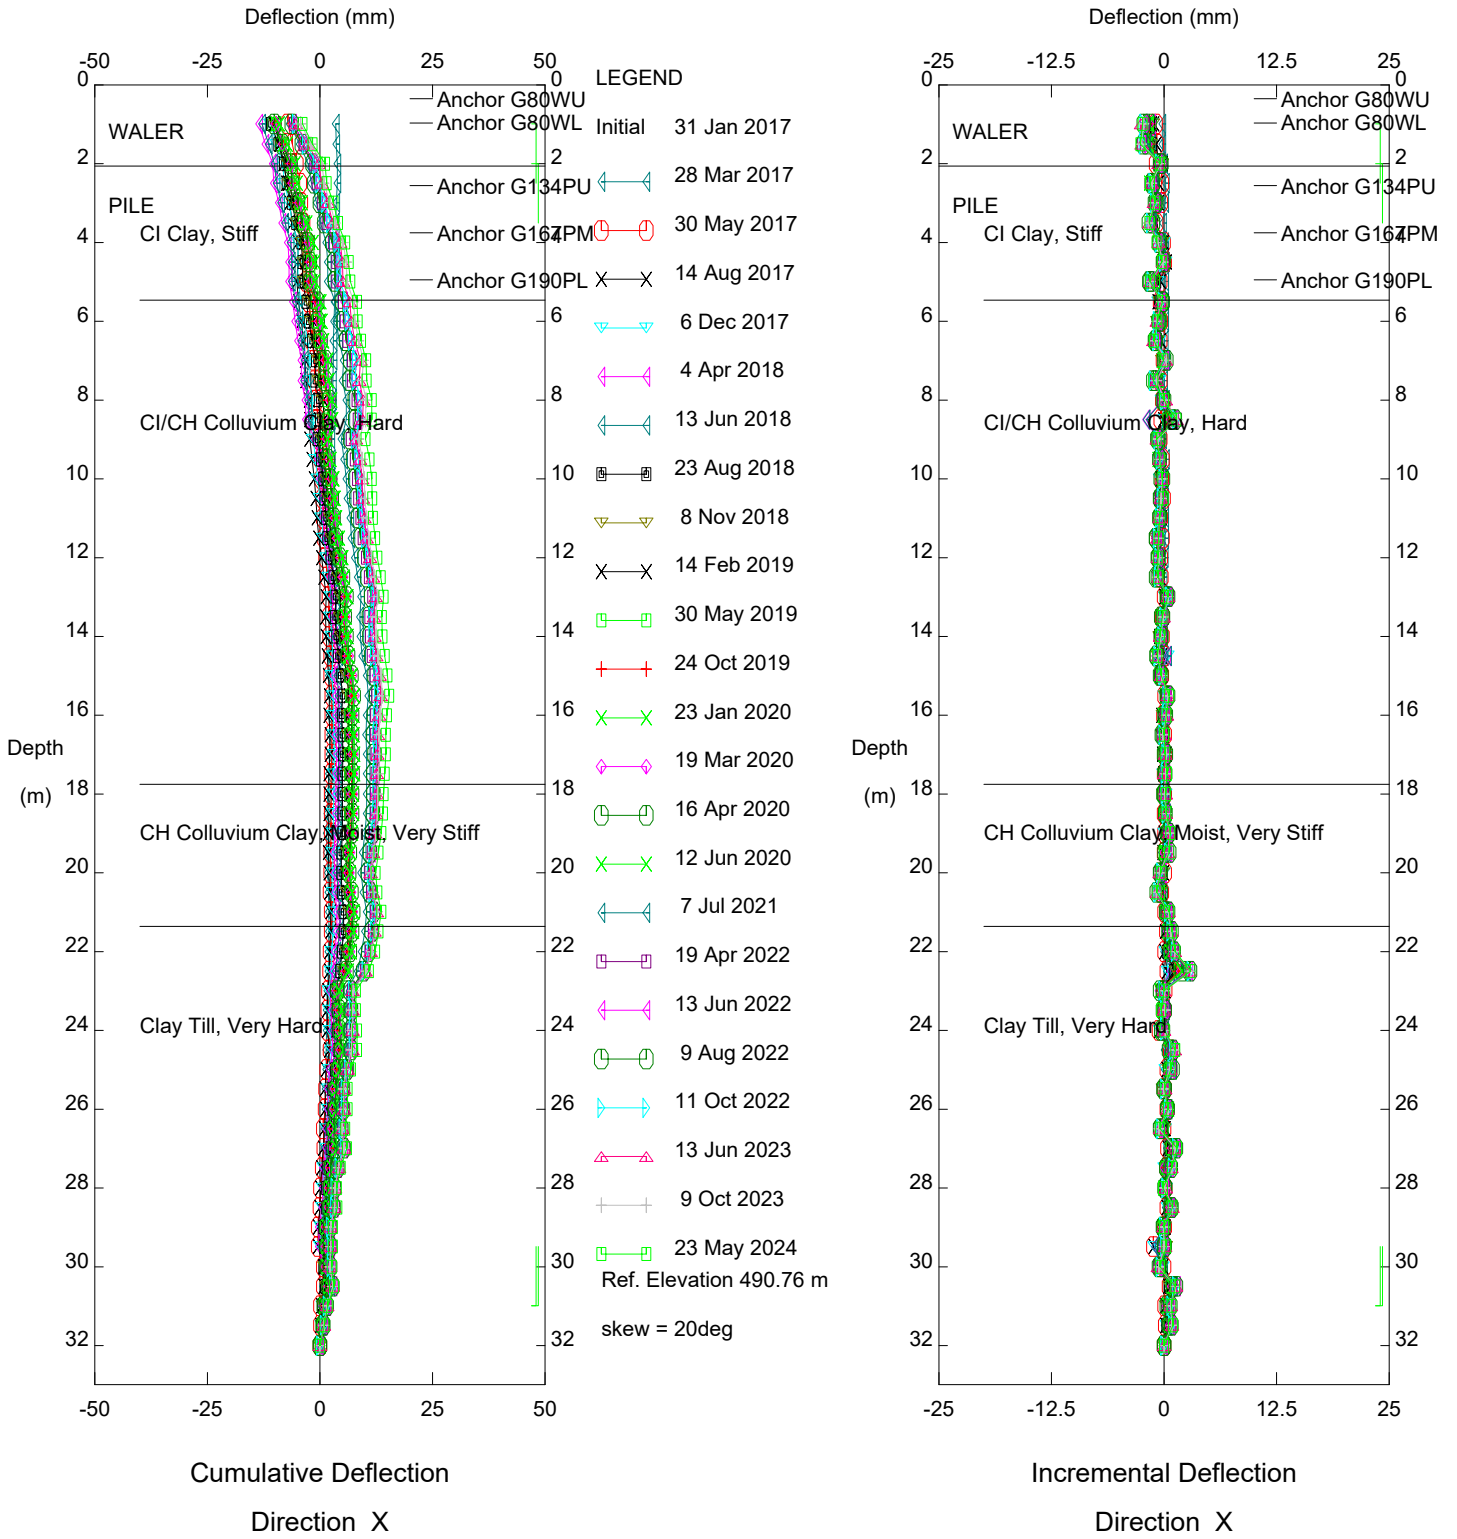 Deflection (mm)
-50 -25 0 25 50
0 0
Anchor G80WU
Anchor G80WL
WALER
2 2
Anchor G134PU
PILE
CI Clay, Stiff
Anchor G164PM
4 4
Anchor G190PL
6 6
8 8
CI/CH Colluvium Clay, Hard
10 10
12 12
14 14
16 16
Depth
(m)
18 18
CH Colluvium Clay, Moist, Very Stiff
20 20
22 22
Clay Till, Very Hard
24 24
26 26
28 28
30 30
32 32
-50 -25 0 25 50
Cumulative Deflection
Direction X
LEGEND
Initial 31 Jan 2017
28 Mar 2017
30 May 2017
14 Aug 2017
6 Dec 2017
4 Apr 2018
13 Jun 2018
23 Aug 2018
8 Nov 2018
14 Feb 2019
30 May 2019
24 Oct 2019
23 Jan 2020
19 Mar 2020
16 Apr 2020
12 Jun 2020
7 Jul 2021
19 Apr 2022
13 Jun 2022
9 Aug 2022
11 Oct 2022
13 Jun 2023
9 Oct 2023
23 May 2024
Ref. Elevation 490.76 m
skew = 20deg
Deflection (mm)
-25 -12.5 0 12.5 25
0 0
Anchor G80WU
Anchor G80WL
WALER
2 2
Anchor G134PU
PILE
CI Clay, Stiff
Anchor G164PM
4 4
Anchor G190PL
6 6
8 8
CI/CH Colluvium Clay, Hard
10 10
12 12
14 14
16 16
Depth
(m)
18 18
CH Colluvium Clay, Moist, Very Stiff
20 20
22 22
Clay Till, Very Hard
24 24
26 26
28 28
30 30
32 32
-25 -12.5 0 12.5 25
Incremental Deflection
Direction X